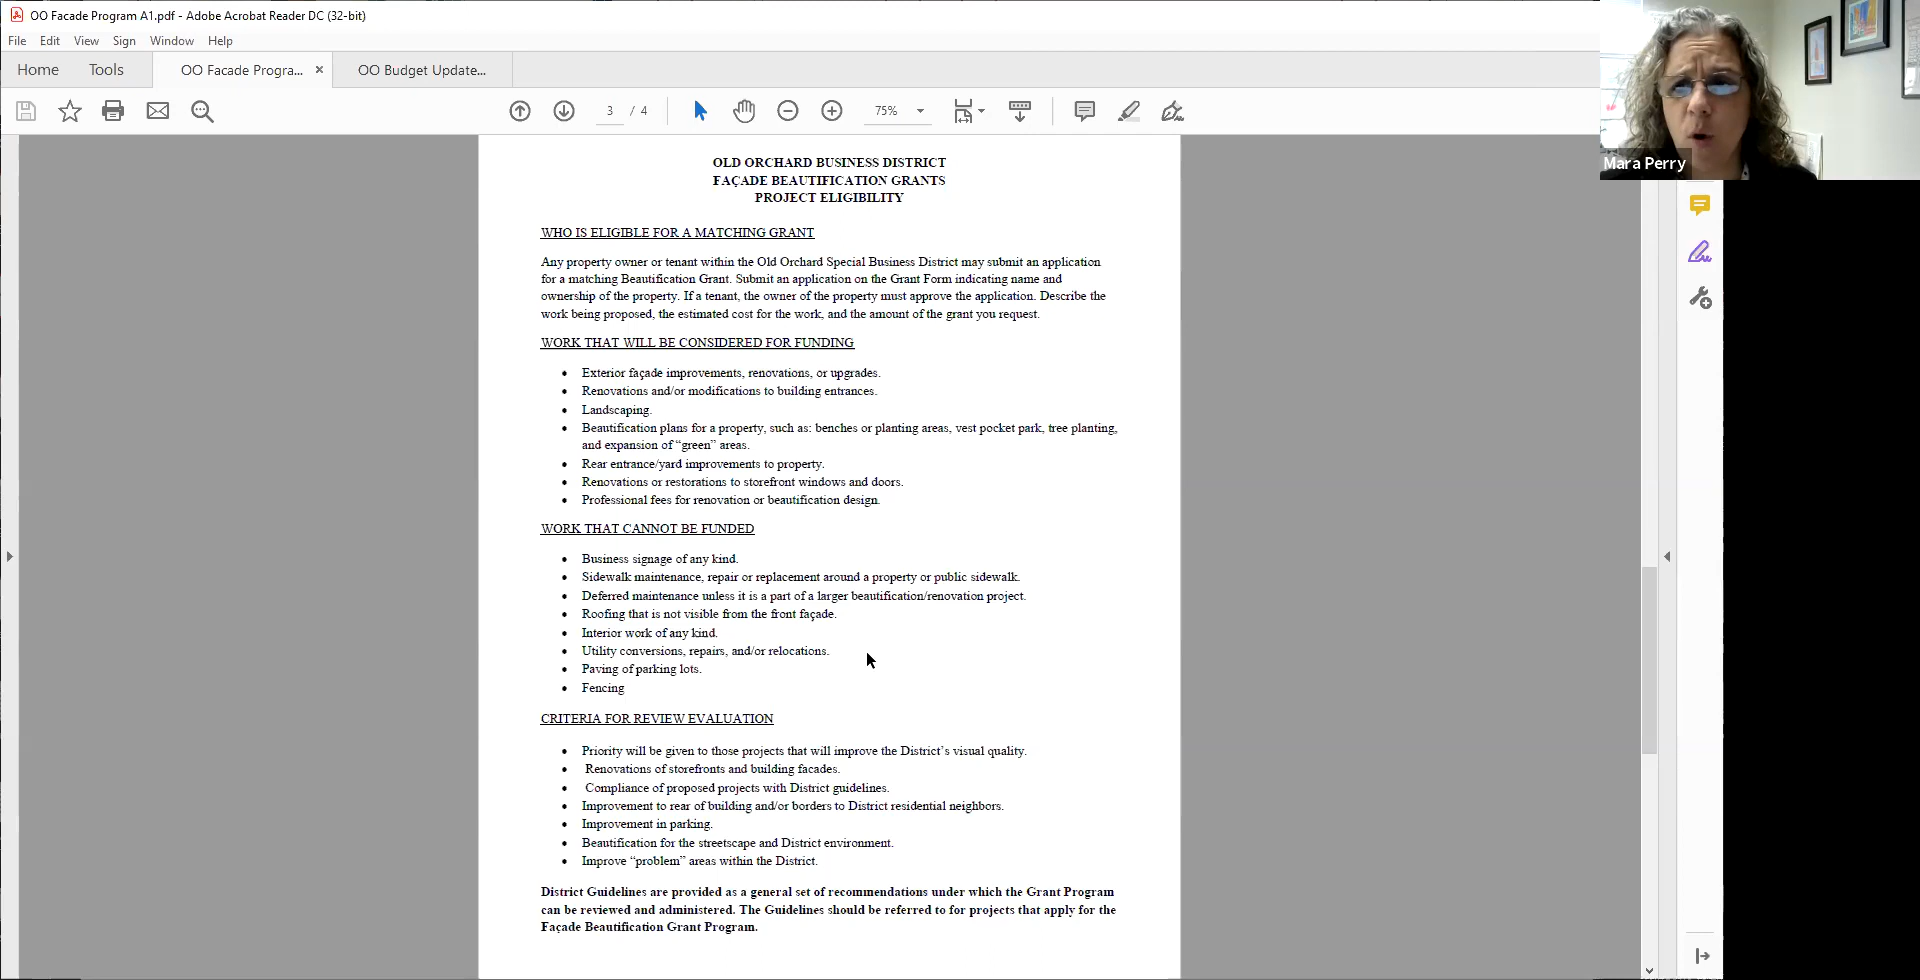 OO Facade Program A1.pdf - Adobe Acrobat Reader DC (32-bit)
File Edit View Sign Window Help
Home Tools OO Facade Progra... × OO Budget Update...
3 / 4 75%
Mara Perry
OLD ORCHARD BUSINESS DISTRICT
FAÇADE BEAUTIFICATION GRANTS
PROJECT ELIGIBILITY
WHO IS ELIGIBLE FOR A MATCHING GRANT
Any property owner or tenant within the Old Orchard Special Business District may submit an application
for a matching Beautification Grant. Submit an application on the Grant Form indicating name and
ownership of the property. If a tenant, the owner of the property must approve the application. Describe the
work being proposed, the estimated cost for the work, and the amount of the grant you request.
WORK THAT WILL BE CONSIDERED FOR FUNDING
• Exterior façade improvements, renovations, or upgrades.
• Renovations and/or modifications to building entrances.
• Landscaping.
• Beautification plans for a property, such as: benches or planting areas, vest pocket park, tree planting,
and expansion of “green” areas.
• Rear entrance/yard improvements to property.
• Renovations or restorations to storefront windows and doors.
• Professional fees for renovation or beautification design.
WORK THAT CANNOT BE FUNDED
• Business signage of any kind.
• Sidewalk maintenance, repair or replacement around a property or public sidewalk.
• Deferred maintenance unless it is a part of a larger beautification/renovation project.
• Roofing that is not visible from the front façade.
• Interior work of any kind.
• Utility conversions, repairs, and/or relocations.
• Paving of parking lots.
• Fencing
CRITERIA FOR REVIEW EVALUATION
• Priority will be given to those projects that will improve the District’s visual quality.
• Renovations of storefronts and building facades.
• Compliance of proposed projects with District guidelines.
• Improvement to rear of building and/or borders to District residential neighbors.
• Improvement in parking.
• Beautification for the streetscape and District environment.
• Improve “problem” areas within the District.
District Guidelines are provided as a general set of recommendations under which the Grant Program
can be reviewed and administered. The Guidelines should be referred to for projects that apply for the
Façade Beautification Grant Program.